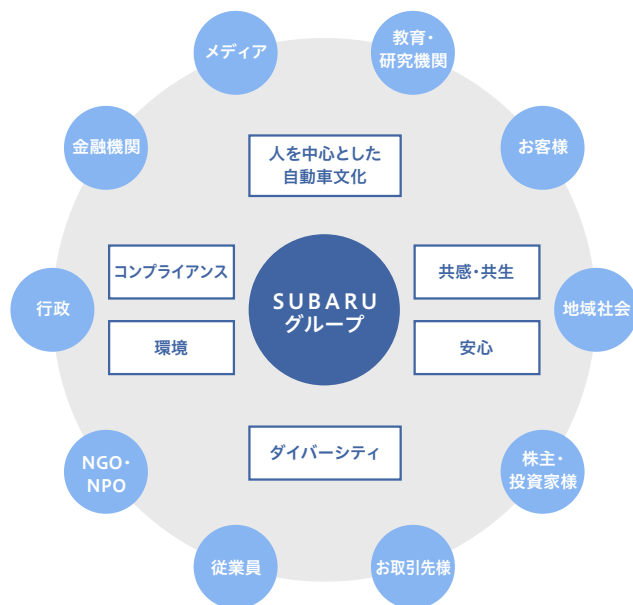 メディア
教育・
研究機関
金融機関
お客様
人を中心とした
自動車文化
コンプライアンス
共感・共生
SUBARU
グループ
行政
地域社会
環境
安心
ダイバーシティ
NGO・
NPO
株主・
投資家様
従業員
お取引先様